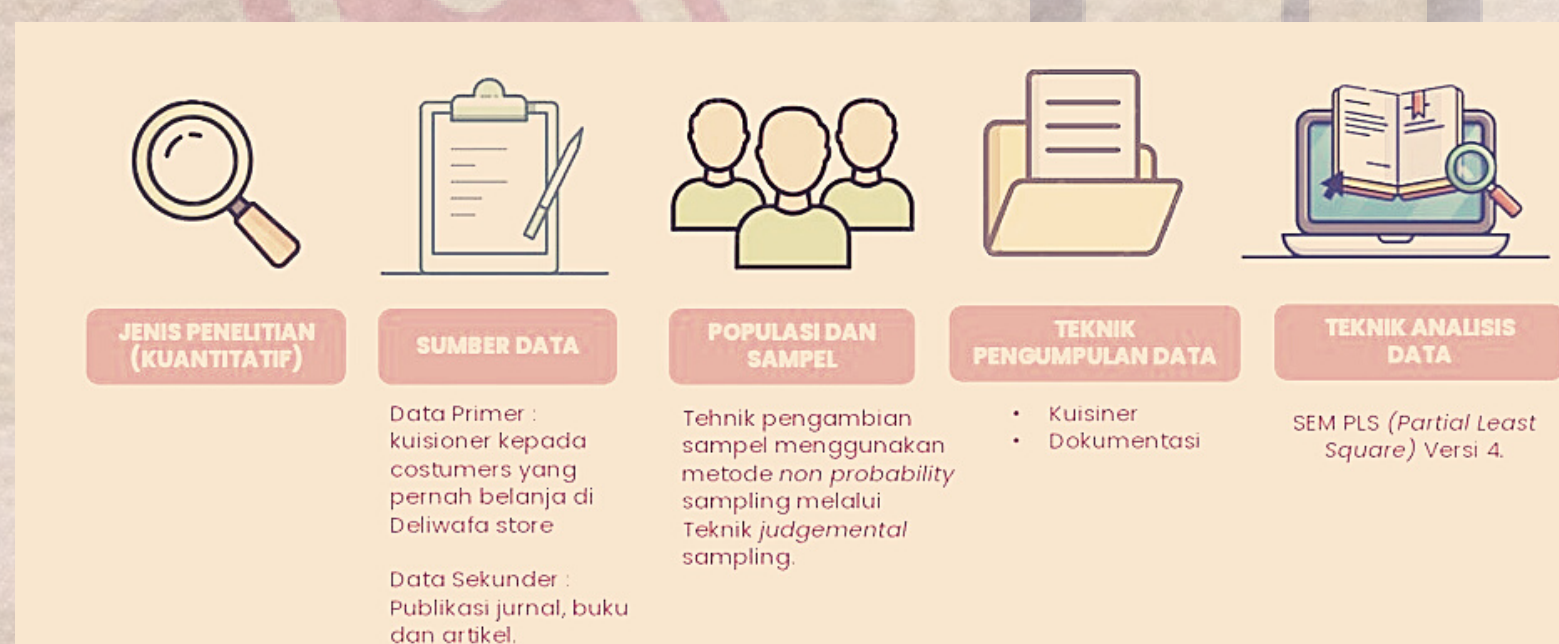 JENIS PENELITIAN
(KUANTITATIF)
SUMBER DATA
Data Primer :
kuisioner kepada
costumers yang
pernah belanja di
Deliwafa store
Data Sekunder :
Publikasi jurnal, buku
dan artikel.
POPULASI DAN
SAMPEL
Tehnik pengambian
sampel menggunakan
metode non probability
sampling melalui
Teknik judgemental
sampling.
TEKNIK
PENGUMPULAN DATA
• Kuisiner
• Dokumentasi
TEKNIK ANALISIS
DATA
SEM PLS (Partial Least
Square) Versi 4.